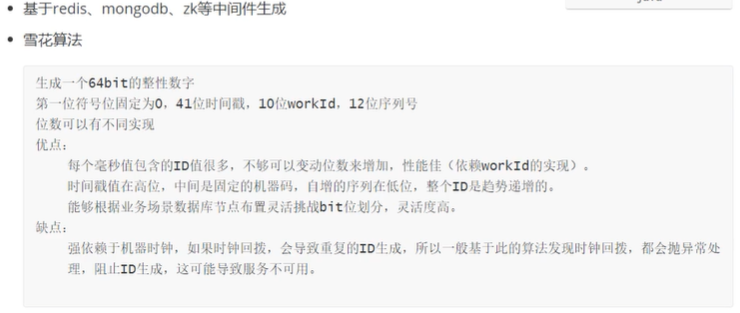 基于redis、mongodb、zk等中间件生成
雪花算法
生成一个64bit的整性数字
第一位符号位固定为0，41位时间戳，10位workId，12位序列号
位数可以有不同实现
优点：
每个毫秒值包含的ID值很多，不够可以变动位数来增加，性能佳（依赖workId的实现）。
时间戳值在高位，中间是固定的机器码，自增的序列在低位，整个ID是趋势递增的。
能够根据业务场景数据库节点布置灵活挑战bit位划分，灵活度高。
缺点：
强依赖于机器时钟，如果时钟回拨，会导致重复的ID生成，所以一般基于此的算法发现时钟回拨，都会抛异常处
理，阻止ID生成，这可能导致服务不可用。